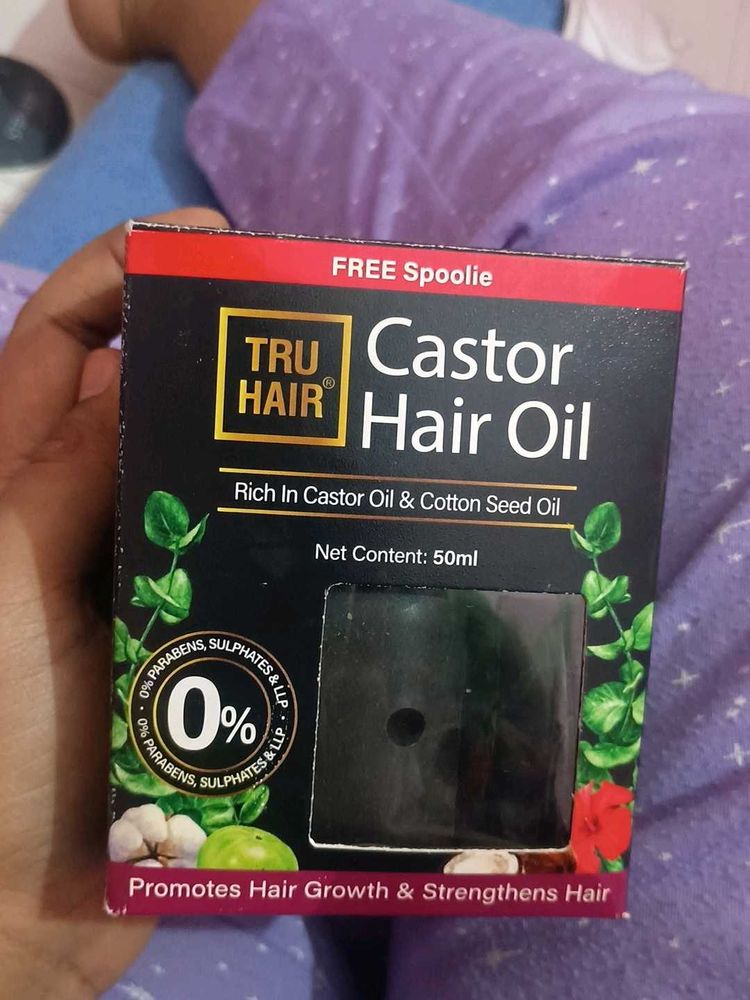 FREE Spoolie
TRU
HAIR®
Castor
Hair Oil
Rich In Castor Oil & Cotton Seed Oil
Net Content: 50ml
0% PARABENS, SULPHATES & LLP
0%
0% PARABENS, SULPHATES & LLP
Promotes Hair Growth & Strengthens Hair